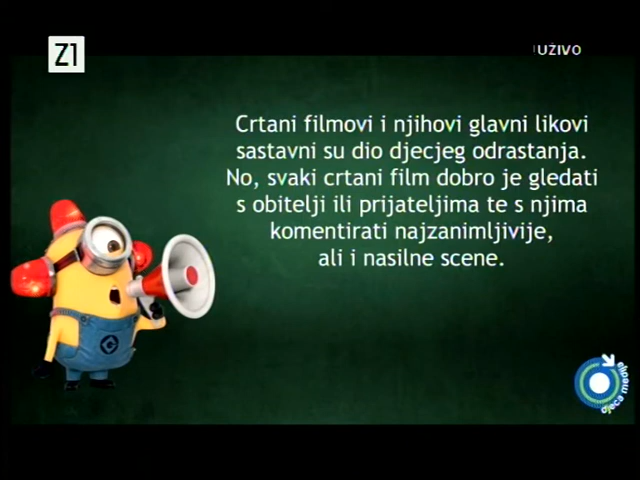 Z1
UŽIVO
Crtani filmovi i njihovi glavni likovi
sastavni su dio djecjeg odrastanja.
No, svaki crtani film dobro je gledati
s obitelji ili prijateljima te s njima
komentirati najzanimljivije,
ali i nasilne scene.
djeca medija